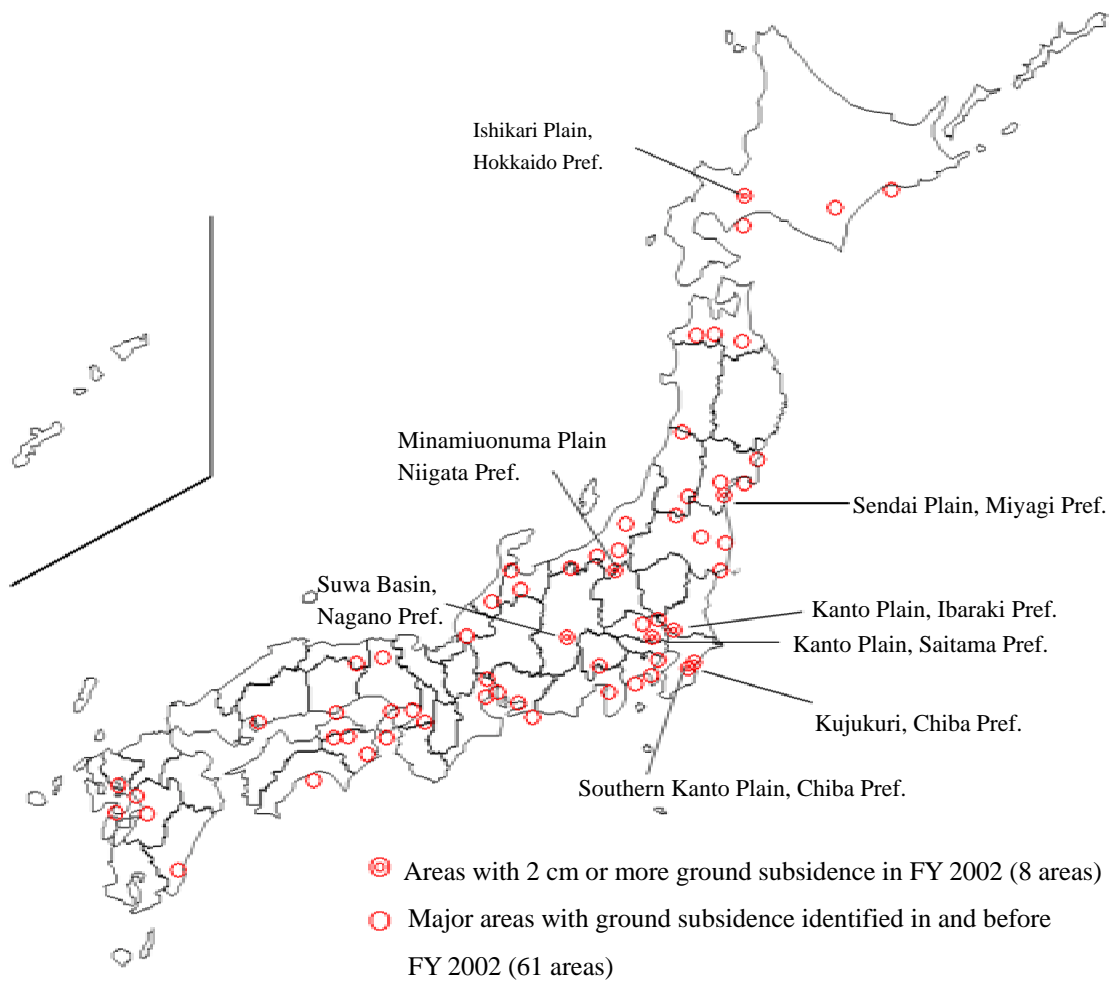 Ishikari Plain,
Hokkaido Pref.
Minamiuonuma Plain
Niigata Pref.
Sendai Plain, Miyagi Pref.
Suwa Basin,
Nagano Pref.
Kanto Plain, Ibaraki Pref.
Kanto Plain, Saitama Pref.
Kujukuri, Chiba Pref.
Southern Kanto Plain, Chiba Pref.
Areas with 2 cm or more ground subsidence in FY 2002 (8 areas)
Major areas with ground subsidence identified in and before
FY 2002 (61 areas)